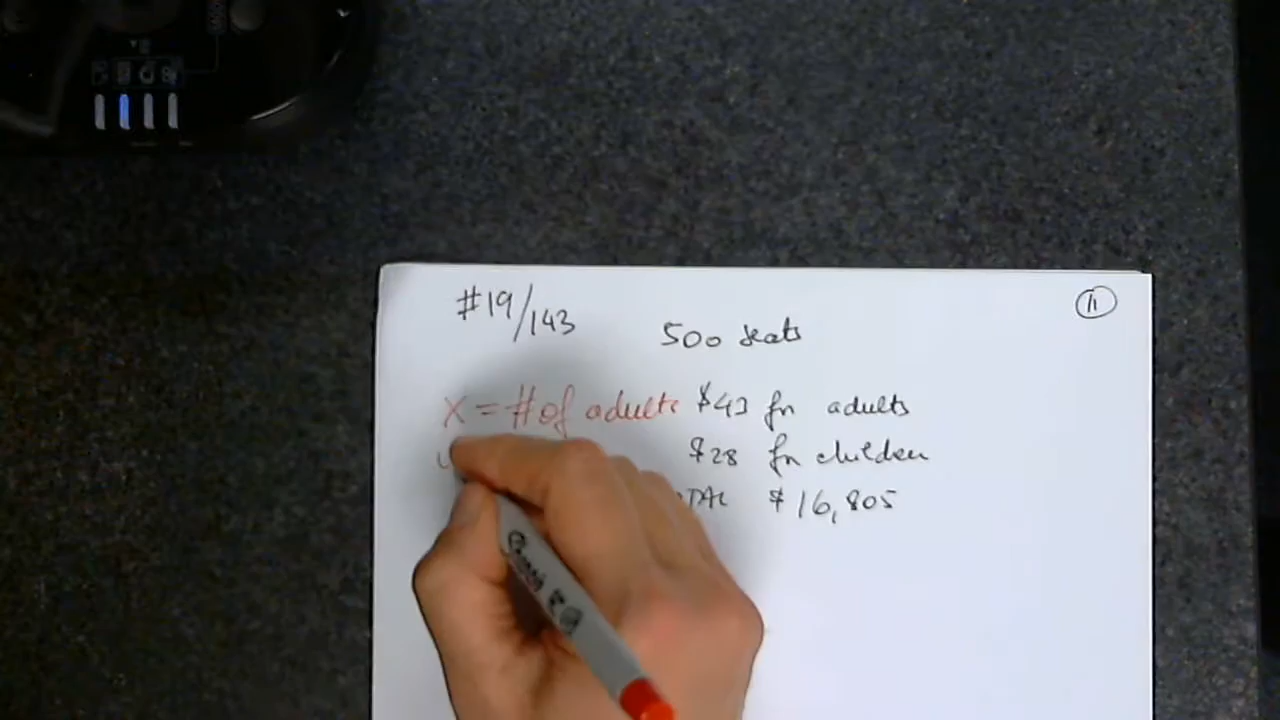 #19/143
500 seats
11
X = # of adults $43 for adults
$28 for children
$16,805